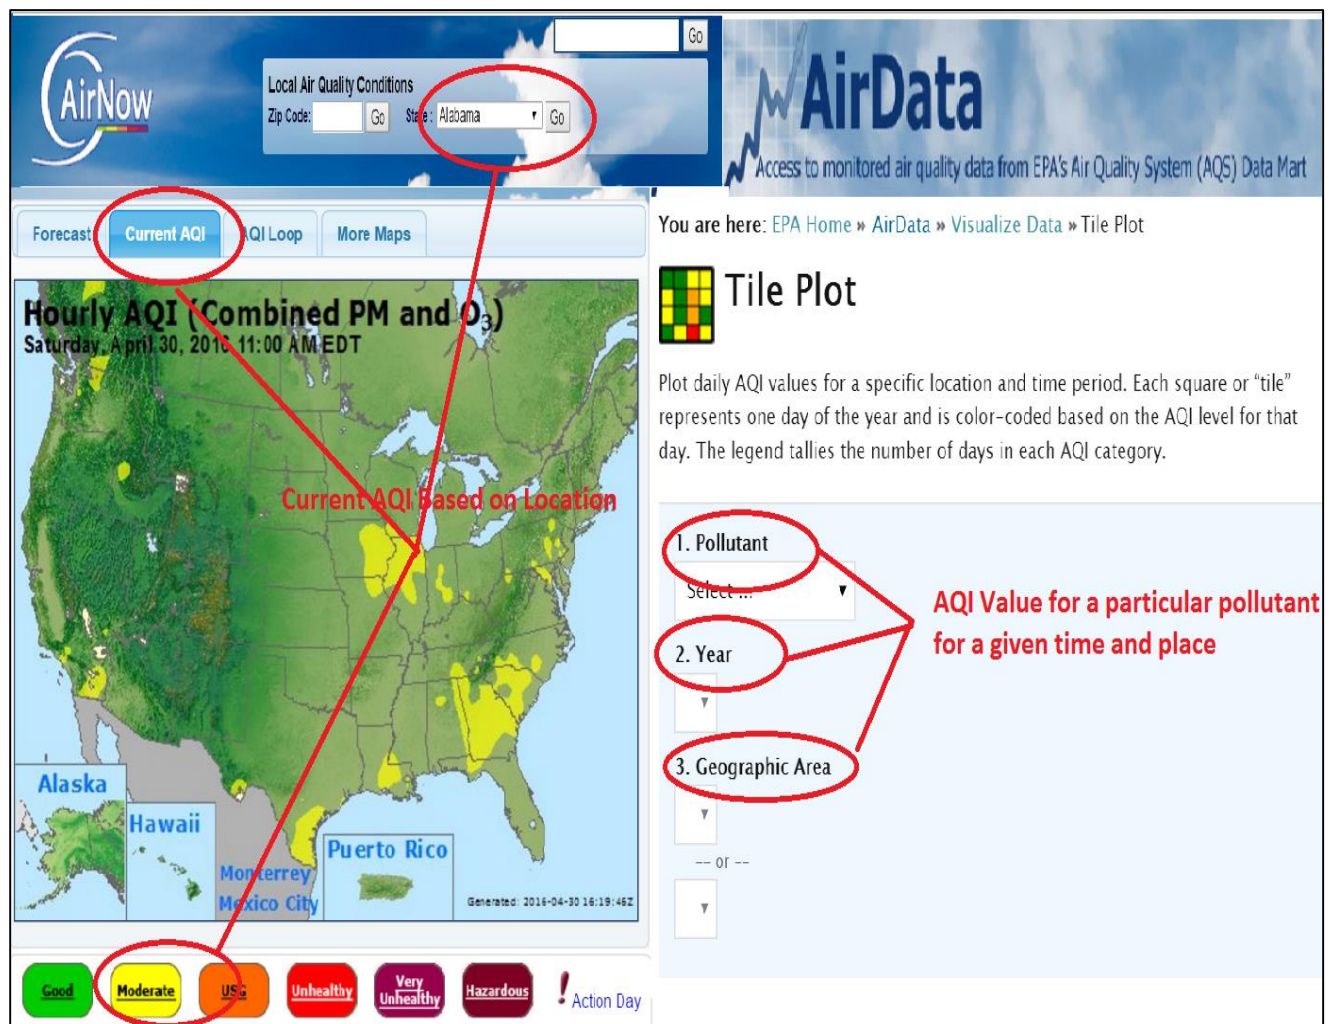 Go
AirNow
Local Air Quality Conditions
Zip Code: Go State : Alabama Go
Forecast Current AQI AQI Loop More Maps
Hourly AQI (Combined PM and O₃)
Saturday, April 30, 2016 11:00 AM EDT
Current AQI Based on Location
Alaska
Hawaii
Monterrey
Mexico City
Puerto Rico
Generated: 2016-04-30 16:19:46Z
Good Moderate USG Unhealthy Very Unhealthy Hazardous ! Action Day
AirData
Access to monitored air quality data from EPA's Air Quality System (AQS) Data Mart
You are here: EPA Home » AirData » Visualize Data » Tile Plot
Tile Plot
Plot daily AQI values for a specific location and time period. Each square or “tile”
represents one day of the year and is color-coded based on the AQI level for that
day. The legend tallies the number of days in each AQI category.
1. Pollutant
Select ...
2. Year
3. Geographic Area
-- or --
AQI Value for a particular pollutant
for a given time and place